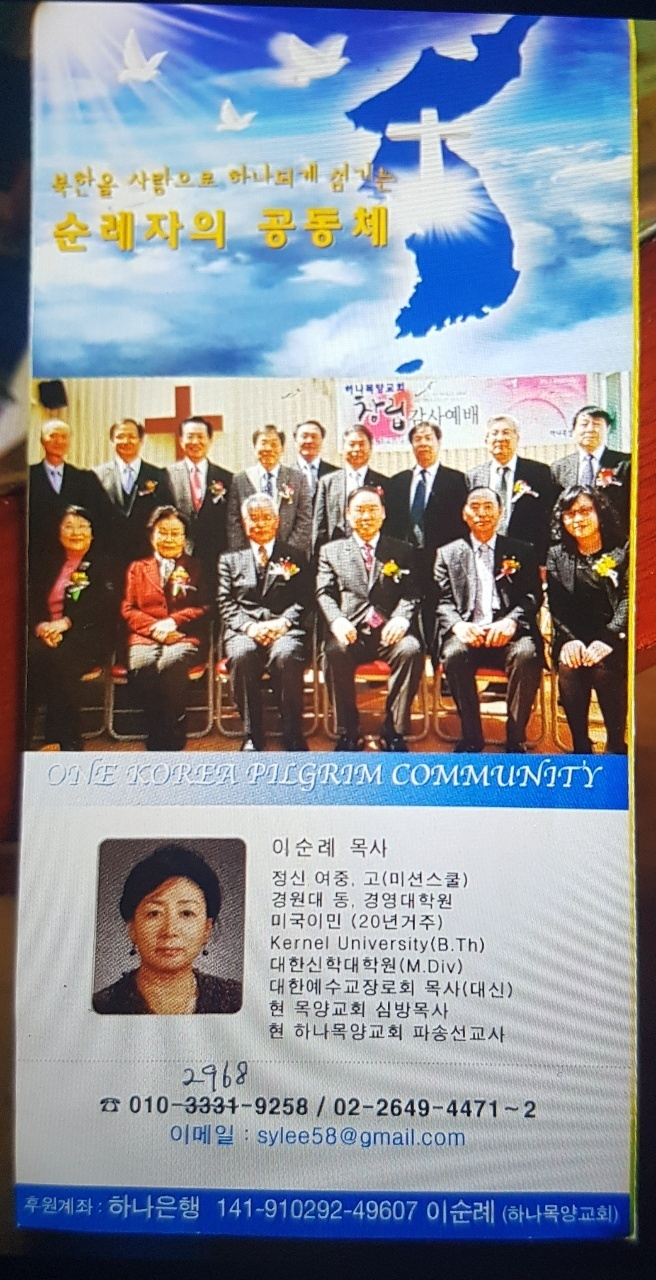 북한을 사랑으로 하나되게 섬기는
순례자의 공동체
하나목양교회
창립감사예배
ONE KOREA PILGRIM COMMUNITY
이순례 목사
정신 여중, 고(미션스쿨)
경원대 동, 경영대학원
미국이민 (20년거주)
Kernel University(B.Th)
대한신학대학원(M.Div)
대한예수교장로회 목사(대신)
현 목양교회 심방목사
현 하나목양교회 파송선교사
2968
☎ 010-3331-9258 / 02-2649-4471~2
이메일 : sylee58@gmail.com
후원계좌 : 하나은행 141-910292-49607 이순례 (하나목양교회)